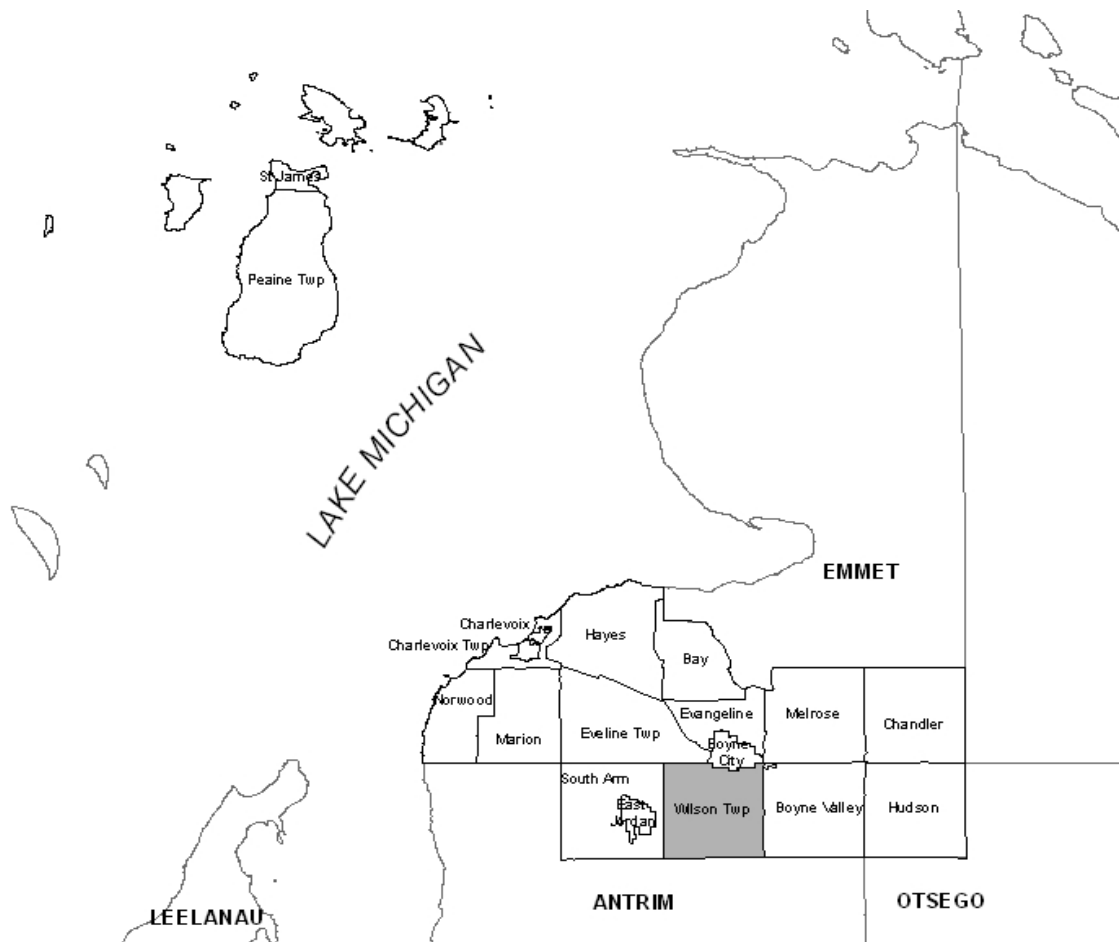 St James
Peaine Twp
LAKE MICHIGAN
EMMET
Charlevoix
Charlevoix Twp
Hayes
Bay
Norwood
Marion
Eveline Twp
Evangeline
Melrose
Chandler
Boyne
City
South Arm
East
Jordan
Wilson Twp
Boyne Valley
Hudson
LEELANAU
ANTRIM
OTSEGO